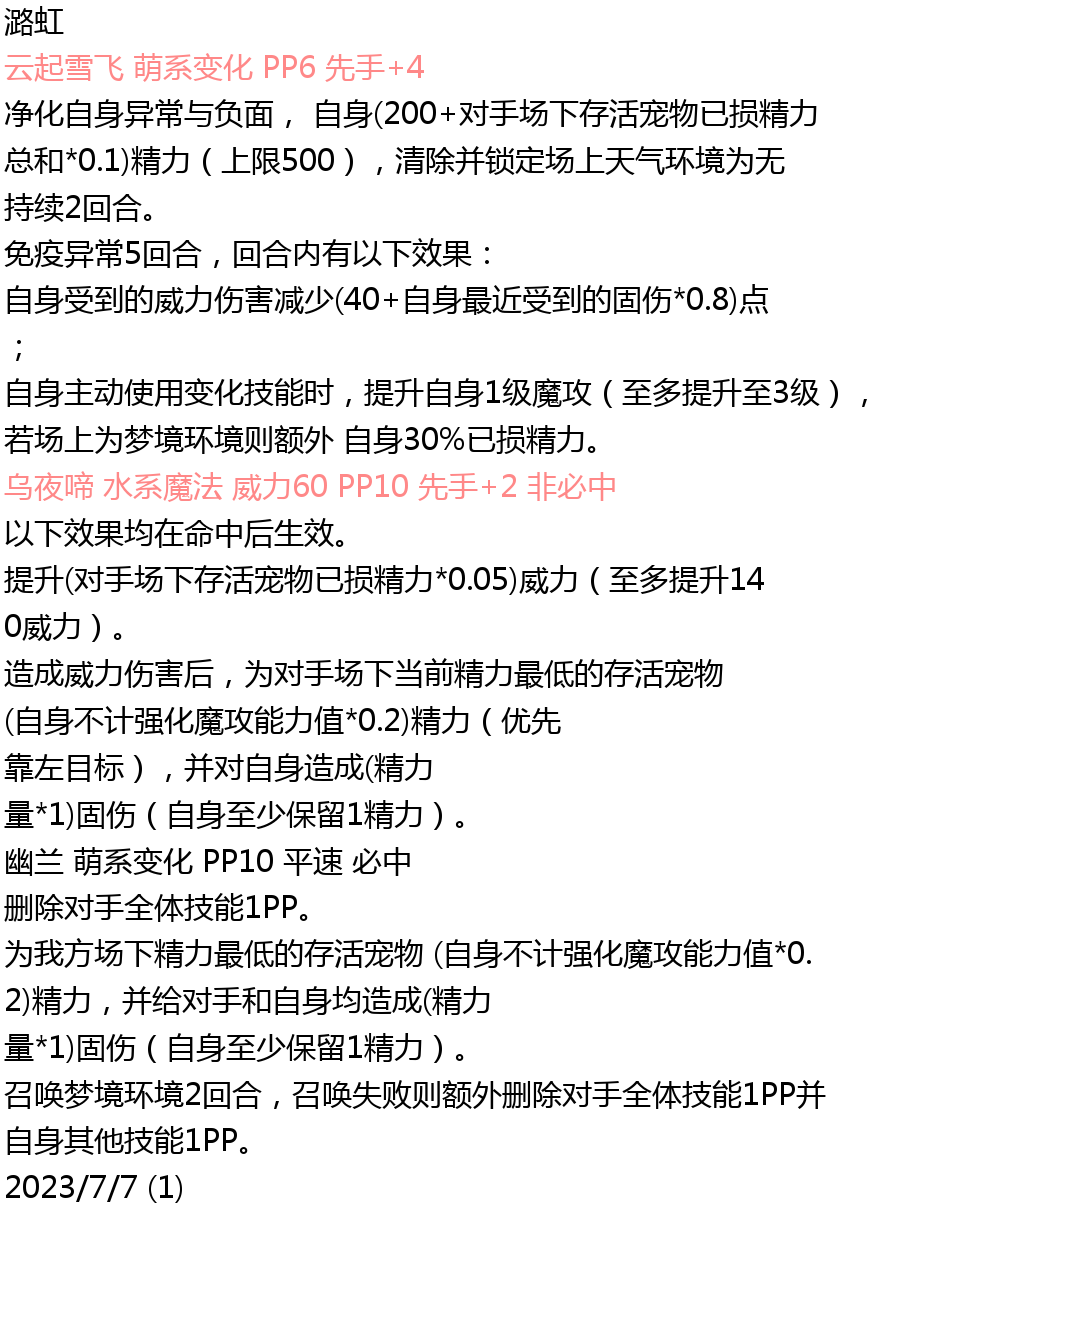 潞虹
云起雪飞 萌系变化 PP6 先手+4
净化自身异常与负面， 自身(200+对手场下存活宠物已损精力
总和*0.1)精力（上限500），清除并锁定场上天气环境为无
持续2回合。
免疫异常5回合，回合内有以下效果：
自身受到的威力伤害减少(40+自身最近受到的固伤*0.8)点
；
自身主动使用变化技能时，提升自身1级魔攻（至多提升至3级），
若场上为梦境环境则额外 自身30%已损精力。
乌夜啼 水系魔法 威力60 PP10 先手+2 非必中
以下效果均在命中后生效。
提升(对手场下存活宠物已损精力*0.05)威力（至多提升14
0威力）。
造成威力伤害后，为对手场下当前精力最低的存活宠物
(自身不计强化魔攻能力值*0.2)精力（优先
靠左目标），并对自身造成(精力
量*1)固伤（自身至少保留1精力）。
幽兰 萌系变化 PP10 平速 必中
删除对手全体技能1PP。
为我方场下精力最低的存活宠物 (自身不计强化魔攻能力值*0.
2)精力，并给对手和自身均造成(精力
量*1)固伤（自身至少保留1精力）。
召唤梦境环境2回合，召唤失败则额外删除对手全体技能1PP并
自身其他技能1PP。
2023/7/7 (1)